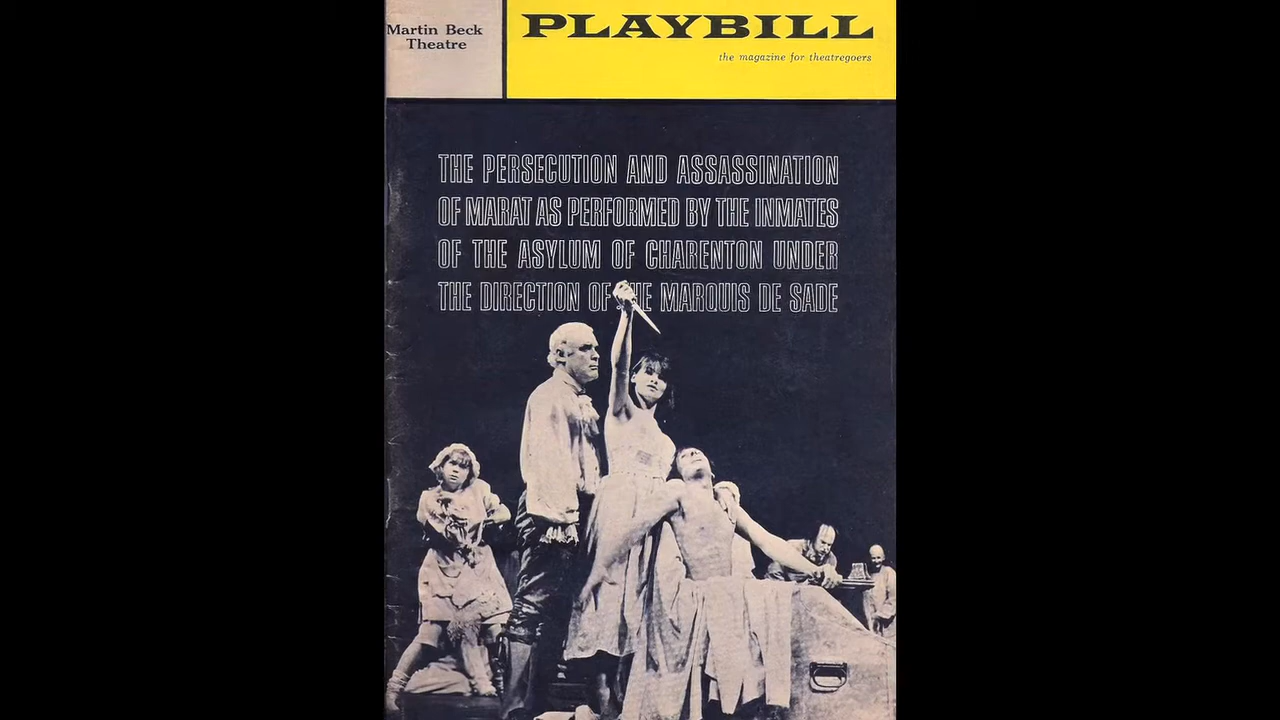 Martin Beck
Theatre
PLAYBILL
the magazine for theatregoers
THE PERSECUTION AND ASSASSINATION
OF MARAT AS PERFORMED BY THE INMATES
OF THE ASYLUM OF CHARENTON UNDER
THE DIRECTION OF THE MARQUIS DE SADE